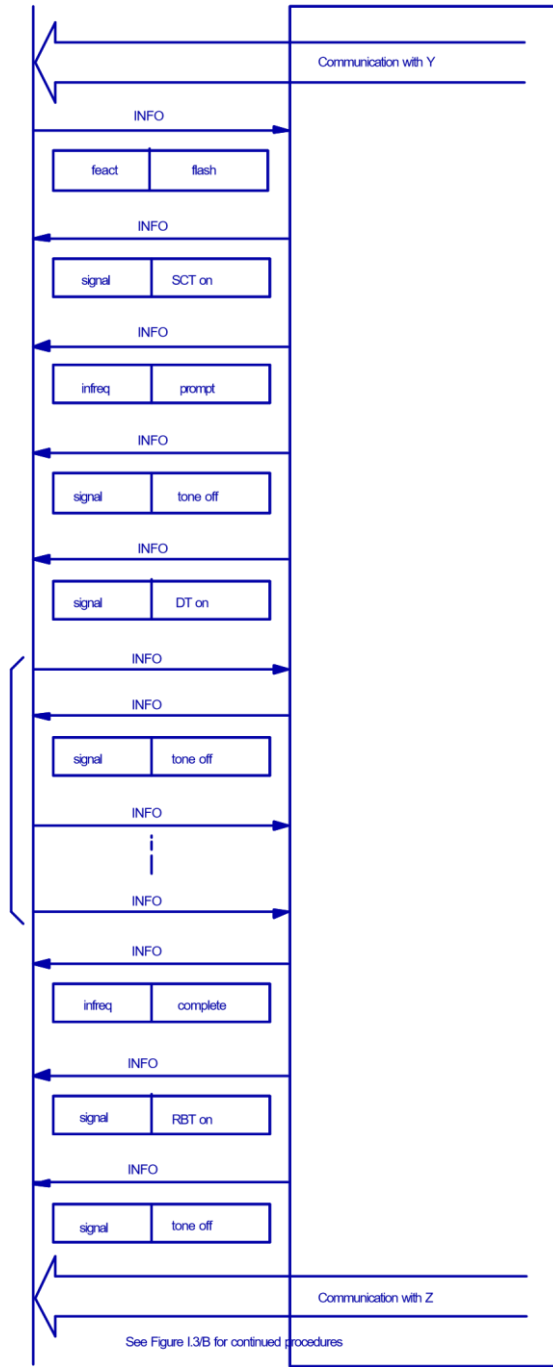 Communication with Y
INFO
feact flash
INFO
signal SCT on
INFO
infreq prompt
INFO
signal tone off
INFO
signal DT on
INFO
INFO
signal tone off
INFO
INFO
INFO
infreq complete
INFO
signal RBT on
INFO
signal tone off
Communication with Z
See Figure I.3/B for continued procedures